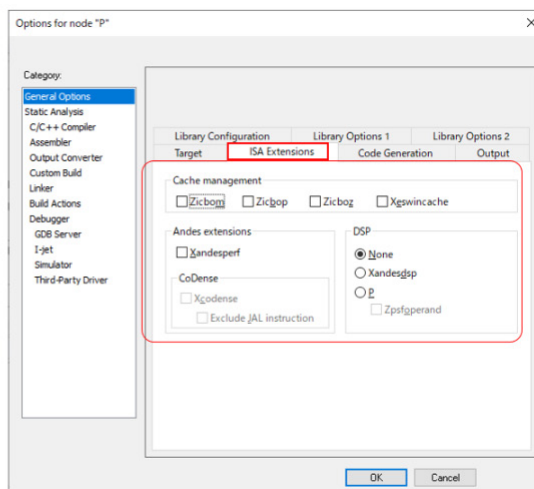 Options for node "P"
Category:
General Options
Static Analysis
C/C++ Compiler
Assembler
Output Converter
Custom Build
Linker
Build Actions
Debugger
GDB Server
I-jet
Simulator
Third-Party Driver
Library Configuration Library Options 1 Library Options 2
Target ISA Extensions Code Generation Output
Cache management
Zicbom Zicbop Zicboz Xeswincache
Andes extensions
Xandesperf
CoDense
Xcodense
Exclude JAL instruction
DSP
None
Xandesdsp
P
Zpsfoperand
OK Cancel